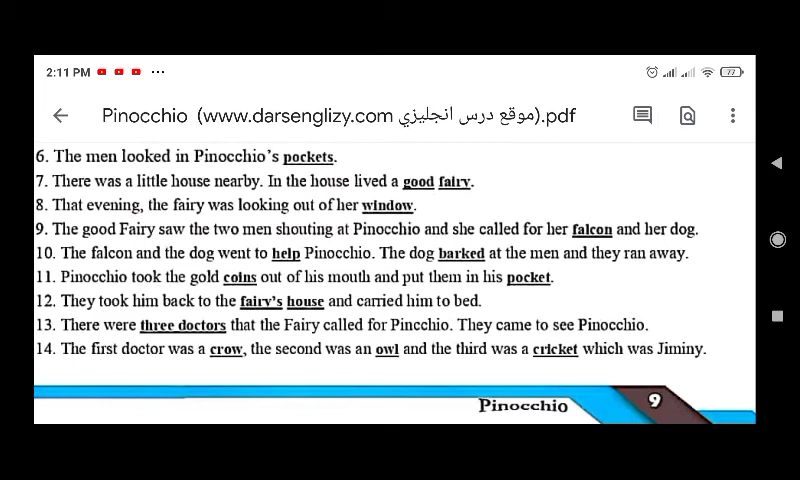 2:11 PM ... 77
Pinocchio (www.darsenglizy.com موقع درس انجليزي).pdf
6. The men looked in Pinocchio’s pockets.
7. There was a little house nearby. In the house lived a good fairy.
8. That evening, the fairy was looking out of her window.
9. The good Fairy saw the two men shouting at Pinocchio and she called for her falcon and her dog.
10. The falcon and the dog went to help Pinocchio. The dog barked at the men and they ran away.
11. Pinocchio took the gold coins out of his mouth and put them in his pocket.
12. They took him back to the fairy’s house and carried him to bed.
13. There were three doctors that the Fairy called for Pincchio. They came to see Pinocchio.
14. The first doctor was a crow, the second was an owl and the third was a cricket which was Jiminy.
Pinocchio 9